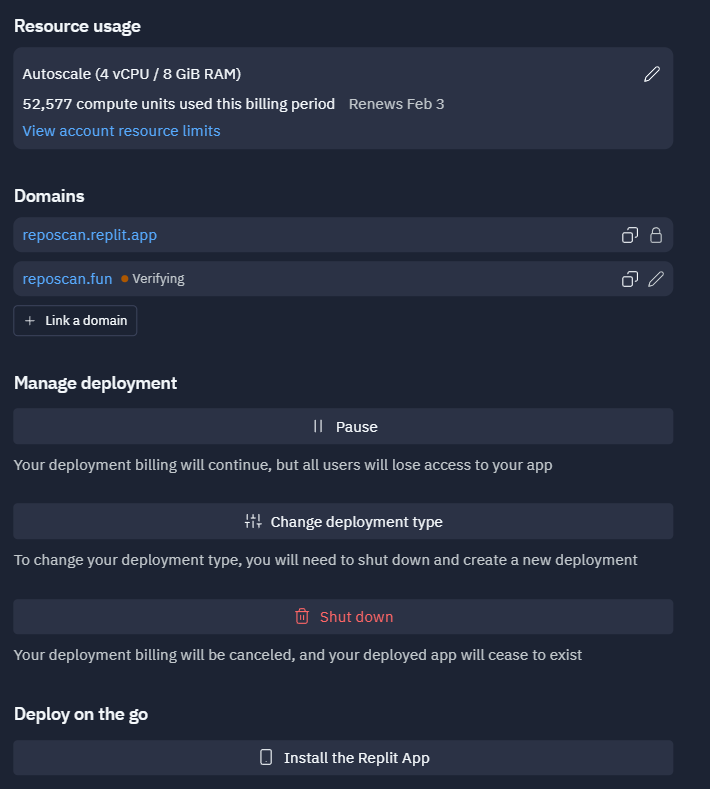 Resource usage
Autoscale (4 vCPU / 8 GiB RAM)
52,577 compute units used this billing period Renews Feb 3
View account resource limits
Domains
reposcan.replit.app
reposcan.fun Verifying
Link a domain
Manage deployment
Pause
Your deployment billing will continue, but all users will lose access to your app
Change deployment type
To change your deployment type, you will need to shut down and create a new deployment
Shut down
Your deployment billing will be canceled, and your deployed app will cease to exist
Deploy on the go
Install the Replit App